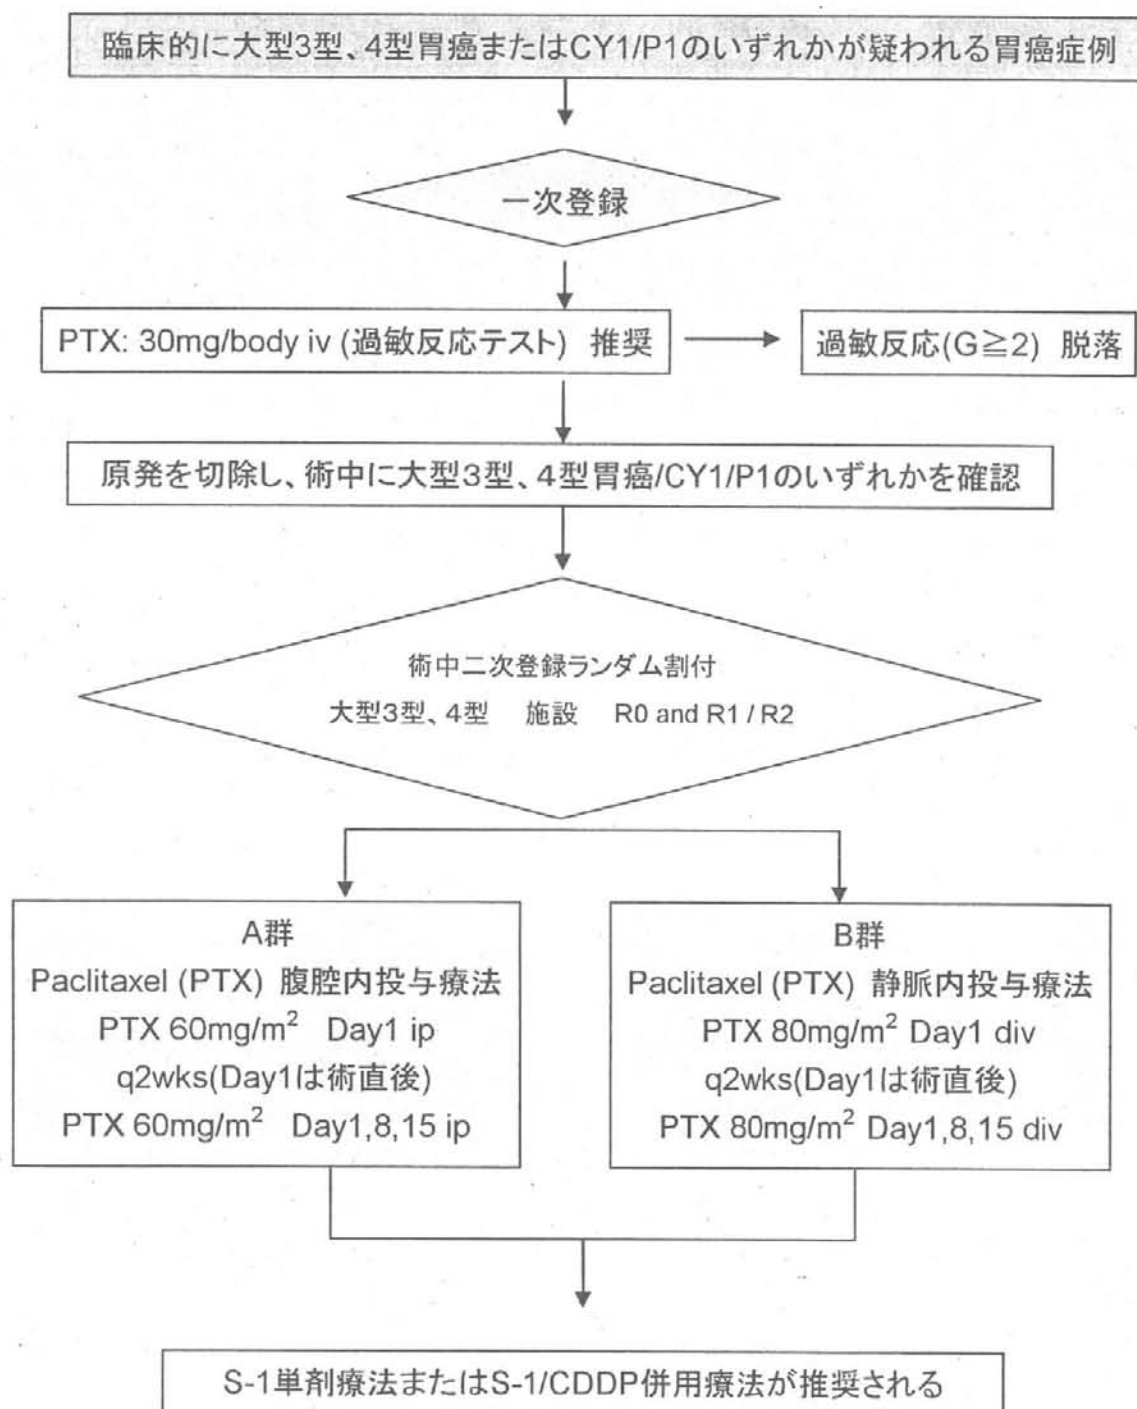 臨床的に大型3型、4型胃癌またはCY1/P1のいずれかが疑われる胃癌症例
一次登録
PTX: 30mg/body iv (過敏反応テスト) 推奨
過敏反応(G≧2) 脱落
原発を切除し、術中に大型3型、4型胃癌/CY1/P1のいずれかを確認
術中二次登録ランダム割付
大型3型、4型 施設 R0 and R1 / R2
A群
Paclitaxel (PTX) 腹腔内投与療法
PTX 60mg/m² Day1 ip
q2wks(Day1は術直後)
PTX 60mg/m² Day1,8,15 ip
B群
Paclitaxel (PTX) 静脈内投与療法
PTX 80mg/m² Day1 div
q2wks(Day1は術直後)
PTX 80mg/m² Day1,8,15 div
S-1単剤療法またはS-1/CDDP併用療法が推奨される